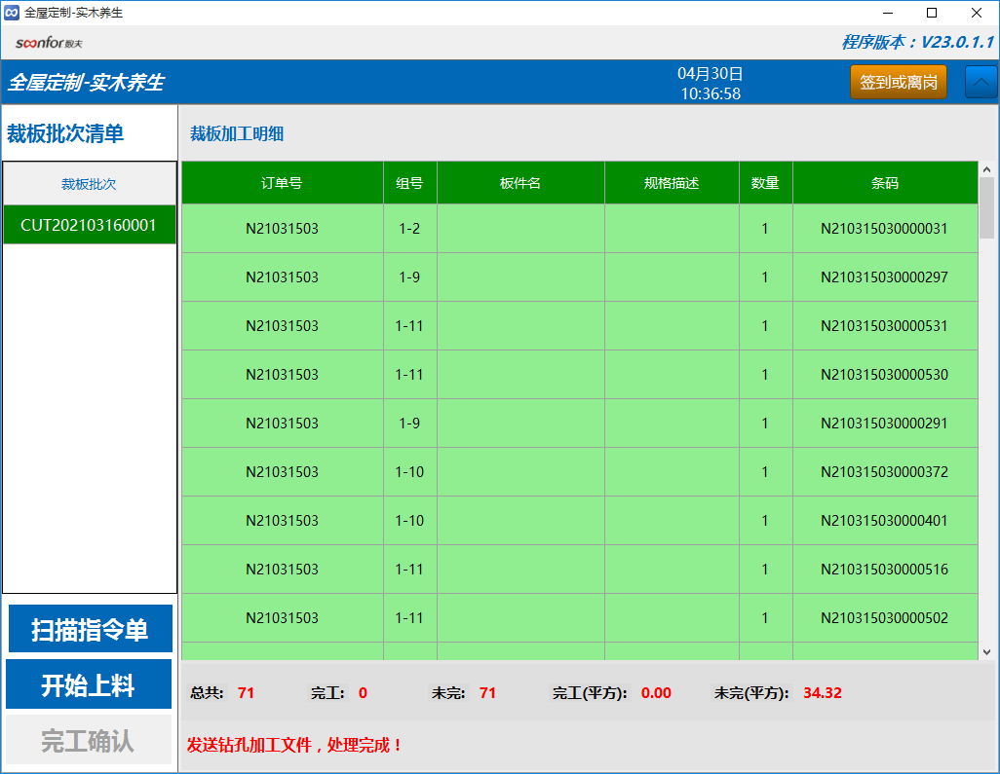 全屋定制-实木养生
soonfor数夫
程序版本：V23.0.1.1
全屋定制-实木养生
04月30日
10:36:58
签到或离岗
裁板批次清单
裁板批次
CUT202103160001
裁板加工明细
订单号 组号 板件名 规格描述 数量 条码
N21031503 1-2 1 N210315030000031
N21031503 1-9 1 N210315030000297
N21031503 1-11 1 N210315030000531
N21031503 1-11 1 N210315030000530
N21031503 1-9 1 N210315030000291
N21031503 1-10 1 N210315030000372
N21031503 1-10 1 N210315030000401
N21031503 1-11 1 N210315030000516
N21031503 1-11 1 N210315030000502
扫描指令单
开始上料
完工确认
总共: 71 完工: 0 未完: 71 完工(平方): 0.00 未完(平方): 34.32
发送钻孔加工文件，处理完成！